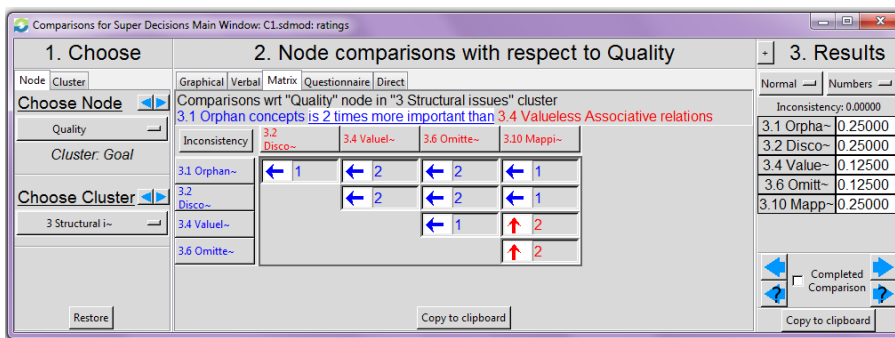 Comparisons for Super Decisions Main Window: C1.sdmod: ratings
1. Choose
Node Cluster
Choose Node
Quality
Cluster: Goal
Choose Cluster
3 Structural i~
Restore
2. Node comparisons with respect to Quality
Graphical Verbal Matrix Questionnaire Direct
Comparisons wrt "Quality" node in "3 Structural issues" cluster
3.1 Orphan concepts is 2 times more important than 3.4 Valueless Associative relations
Inconsistency 3.2 Disco~ 3.4 Valuel~ 3.6 Omitte~ 3.10 Mappi~
3.1 Orphan~ 1 2 2 1
3.2 Disco~ 2 2 1
3.4 Valuel~ 1 2
3.6 Omitte~ 2
Copy to clipboard
+ 3. Results
Normal Numbers
Inconsistency: 0.00000
3.1 Orpha~ 0.25000
3.2 Disco~ 0.25000
3.4 Value~ 0.12500
3.6 Omitt~ 0.12500
3.10 Mapp~ 0.25000
Completed
Comparison
? ?
Copy to clipboard